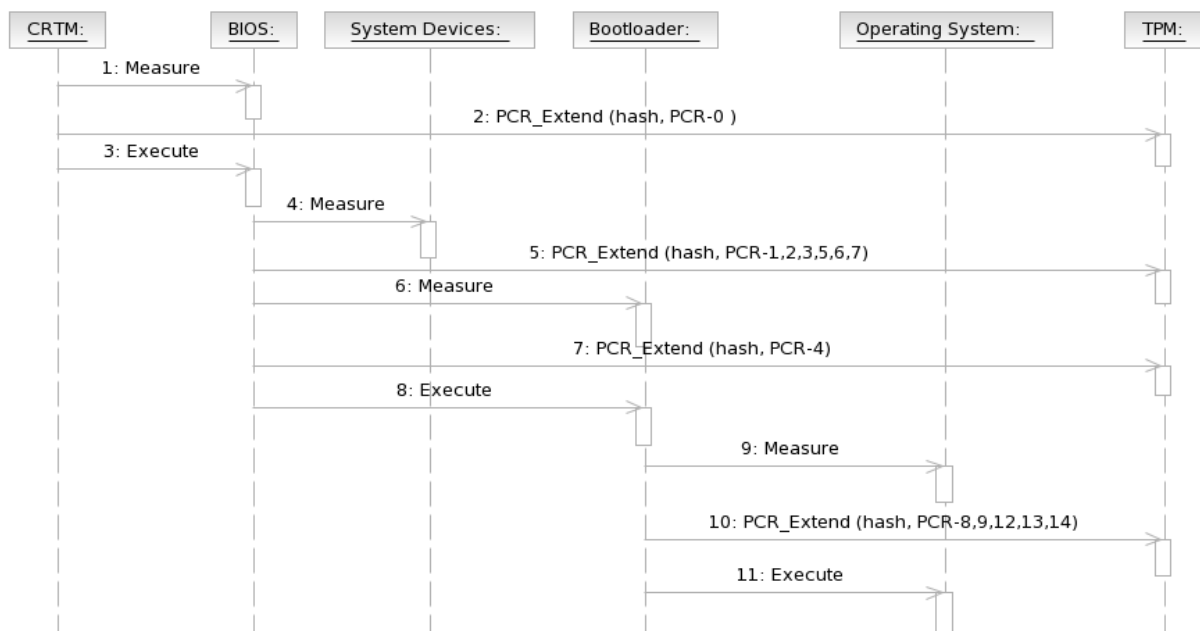 CRTM: BIOS: System Devices: Bootloader: Operating System: TPM:
1: Measure
2: PCR_Extend (hash, PCR-0 )
3: Execute
4: Measure
5: PCR_Extend (hash, PCR-1,2,3,5,6,7)
6: Measure
7: PCR_Extend (hash, PCR-4)
8: Execute
9: Measure
10: PCR_Extend (hash, PCR-8,9,12,13,14)
11: Execute